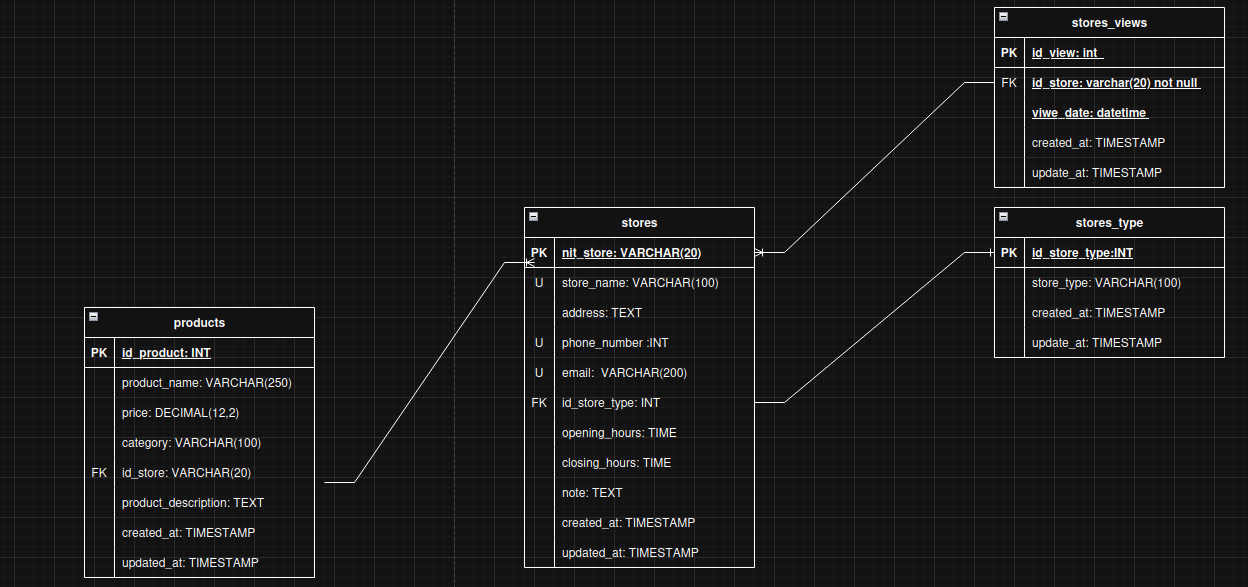 stores_views
PK id_view: int
FK id_store: varchar(20) not null
viwe_date: datetime
created_at: TIMESTAMP
update_at: TIMESTAMP
stores
PK nit_store: VARCHAR(20)
U store_name: VARCHAR(100)
address: TEXT
U phone_number :INT
U email: VARCHAR(200)
FK id_store_type: INT
opening_hours: TIME
closing_hours: TIME
note: TEXT
created_at: TIMESTAMP
updated_at: TIMESTAMP
stores_type
PK id_store_type:INT
store_type: VARCHAR(100)
created_at: TIMESTAMP
update_at: TIMESTAMP
products
PK id_product: INT
product_name: VARCHAR(250)
price: DECIMAL(12,2)
category: VARCHAR(100)
FK id_store: VARCHAR(20)
product_description: TEXT
created_at: TIMESTAMP
updated_at: TIMESTAMP